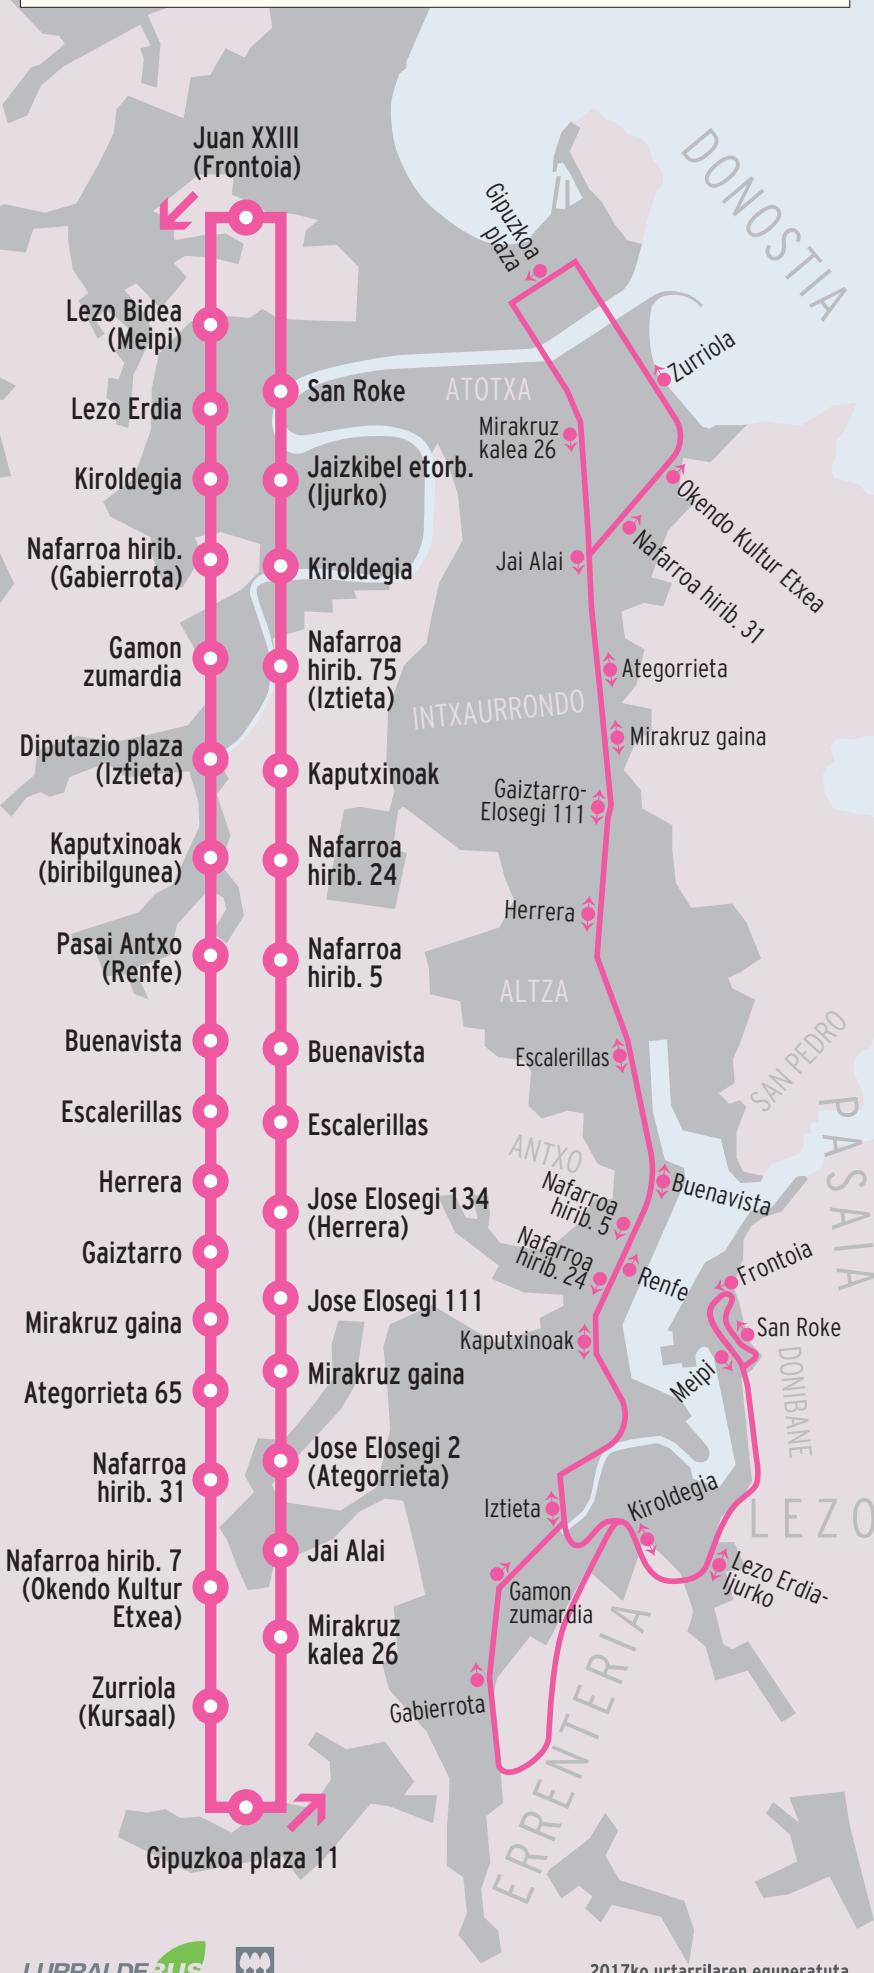 Juan XXIII
(Frontoia)
Lezo Bidea
(Meipi)
Lezo Erdia
Kiroldegia
Nafarroa hirib.
(Gabierrota)
Gamon
zumardia
Diputazio plaza
(Iztieta)
Kaputxinoak
(biribilgunea)
Pasai Antxo
(Renfe)
Buenavista
Escalerillas
Herrera
Gaiztarro
Mirakruz gaina
Ategorrieta 65
Nafarroa
hirib. 31
Nafarroa hirib. 7
(Okendo Kultur
Etxea)
Zurriola
(Kursaal)
San Roke
Jaizkibel etorb.
(Ijurko)
Kiroldegia
Nafarroa
hirib. 75
(Iztieta)
Kaputxinoak
Nafarroa
hirib. 24
Nafarroa
hirib. 5
Buenavista
Escalerillas
Jose Elosegi 134
(Herrera)
Jose Elosegi 111
Mirakruz gaina
Jose Elosegi 2
(Ategorrieta)
Jai Alai
Mirakruz
kalea 26
Gipuzkoa plaza 11
DONOSTIA
Gipuzkoa
plaza
Zurriola
ATOTXA
Mirakruz
kalea 26
Okendo Kultur Etxea
Nafarroa hirib. 31
Jai Alai
Ategorrieta
INTXAURRONDO
Mirakruz gaina
Gaiztarro-
Elosegi 111
Herrera
ALTZA
Escalerillas
SAN PEDRO
PASAIA
ANTXO
Buenavista
Nafarroa
hirib. 5
Nafarroa
hirib. 24
Renfe
Frontoia
San Roke
Kaputxinoak
Meipi
DONIBANE
Iztieta
Kiroldegia
LEZO
Lezo Erdia-
Ijurko
Gamon
zumardia
Gabierrota
ERRENTERIA
LURRALDEBUS
2017ko urtarrilaren eguneratuta